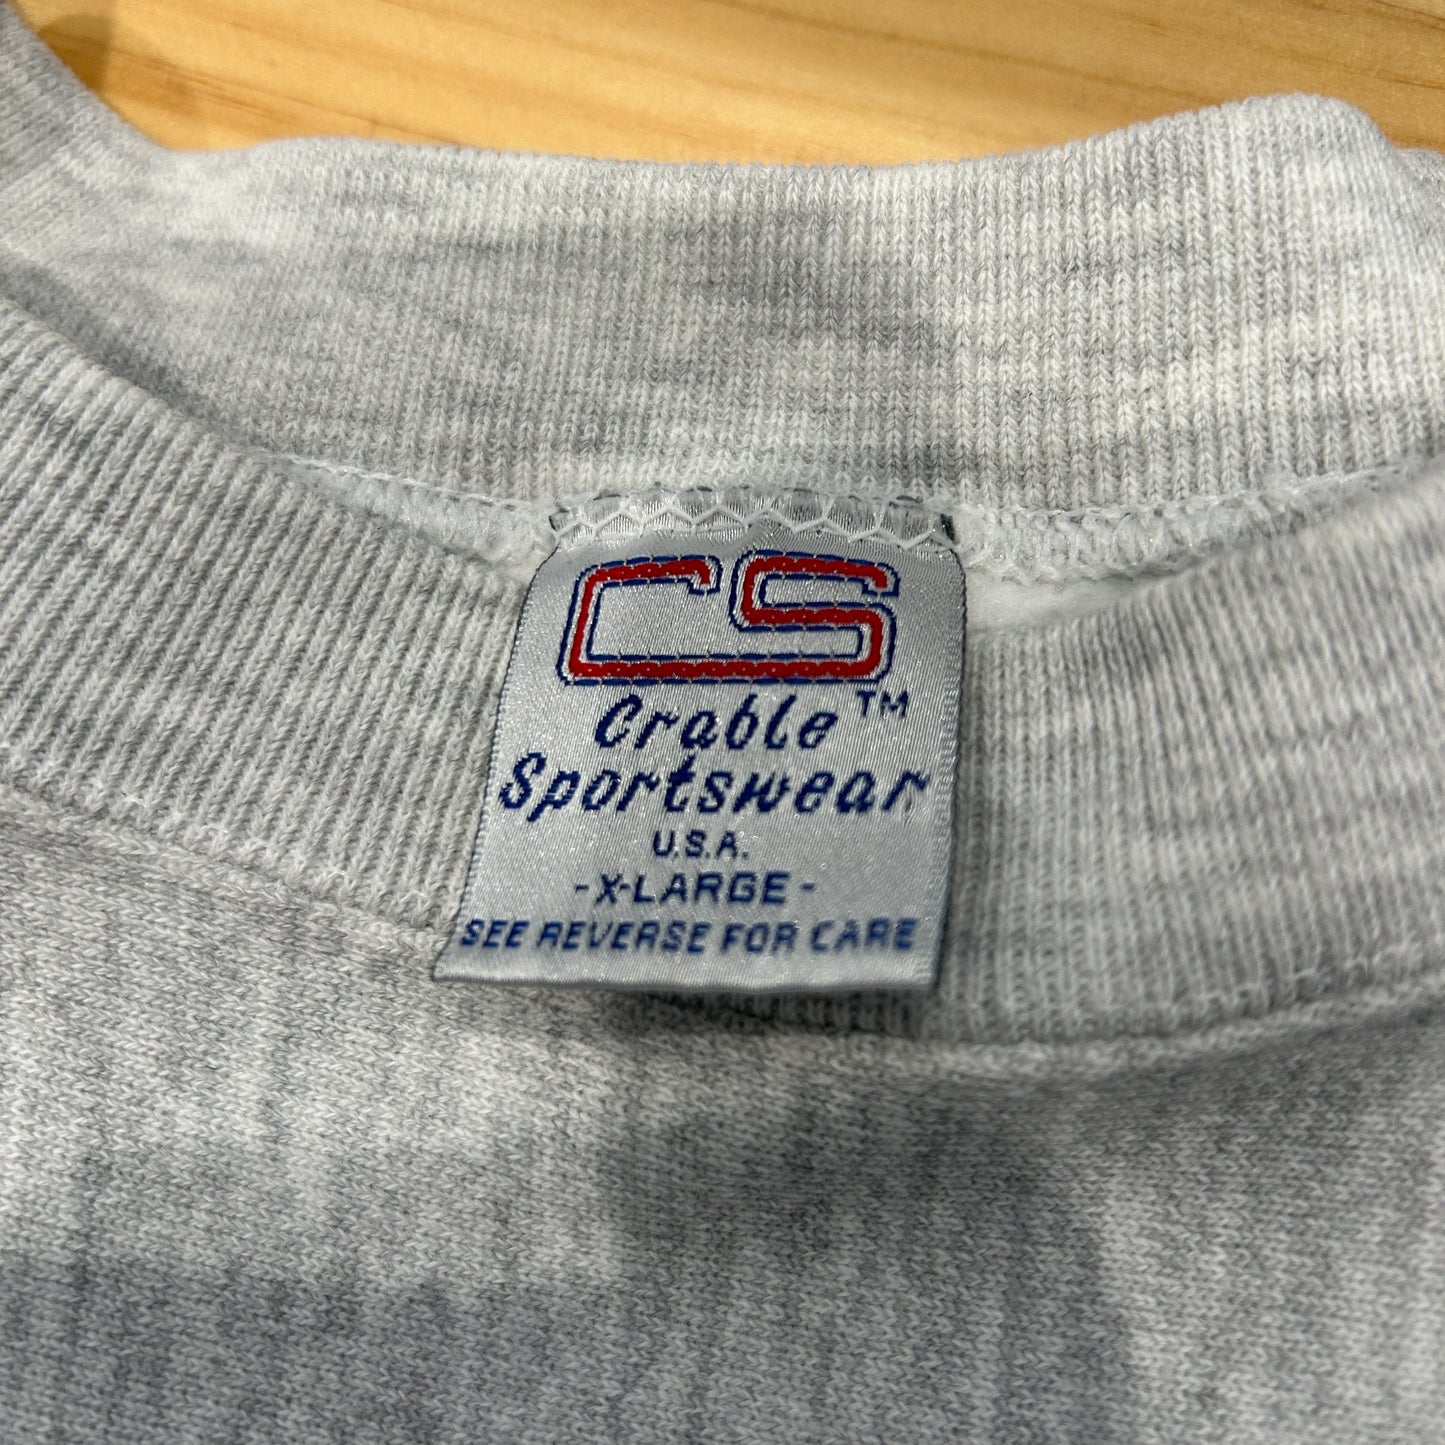 CS
Crable™
Sportswear
U.S.A.
-X-LARGE-
SEE REVERSE FOR CARE